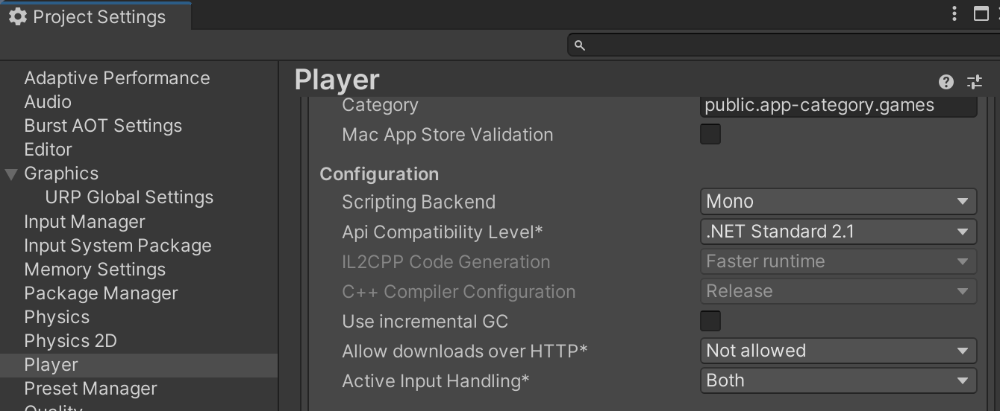 Project Settings
Adaptive Performance
Audio
Burst AOT Settings
Editor
Graphics
URP Global Settings
Input Manager
Input System Package
Memory Settings
Package Manager
Physics
Physics 2D
Player
Preset Manager
Quality
Player
Category public.app-category.games
Mac App Store Validation
Configuration
Scripting Backend Mono
Api Compatibility Level* .NET Standard 2.1
IL2CPP Code Generation Faster runtime
C++ Compiler Configuration Release
Use incremental GC
Allow downloads over HTTP* Not allowed
Active Input Handling* Both